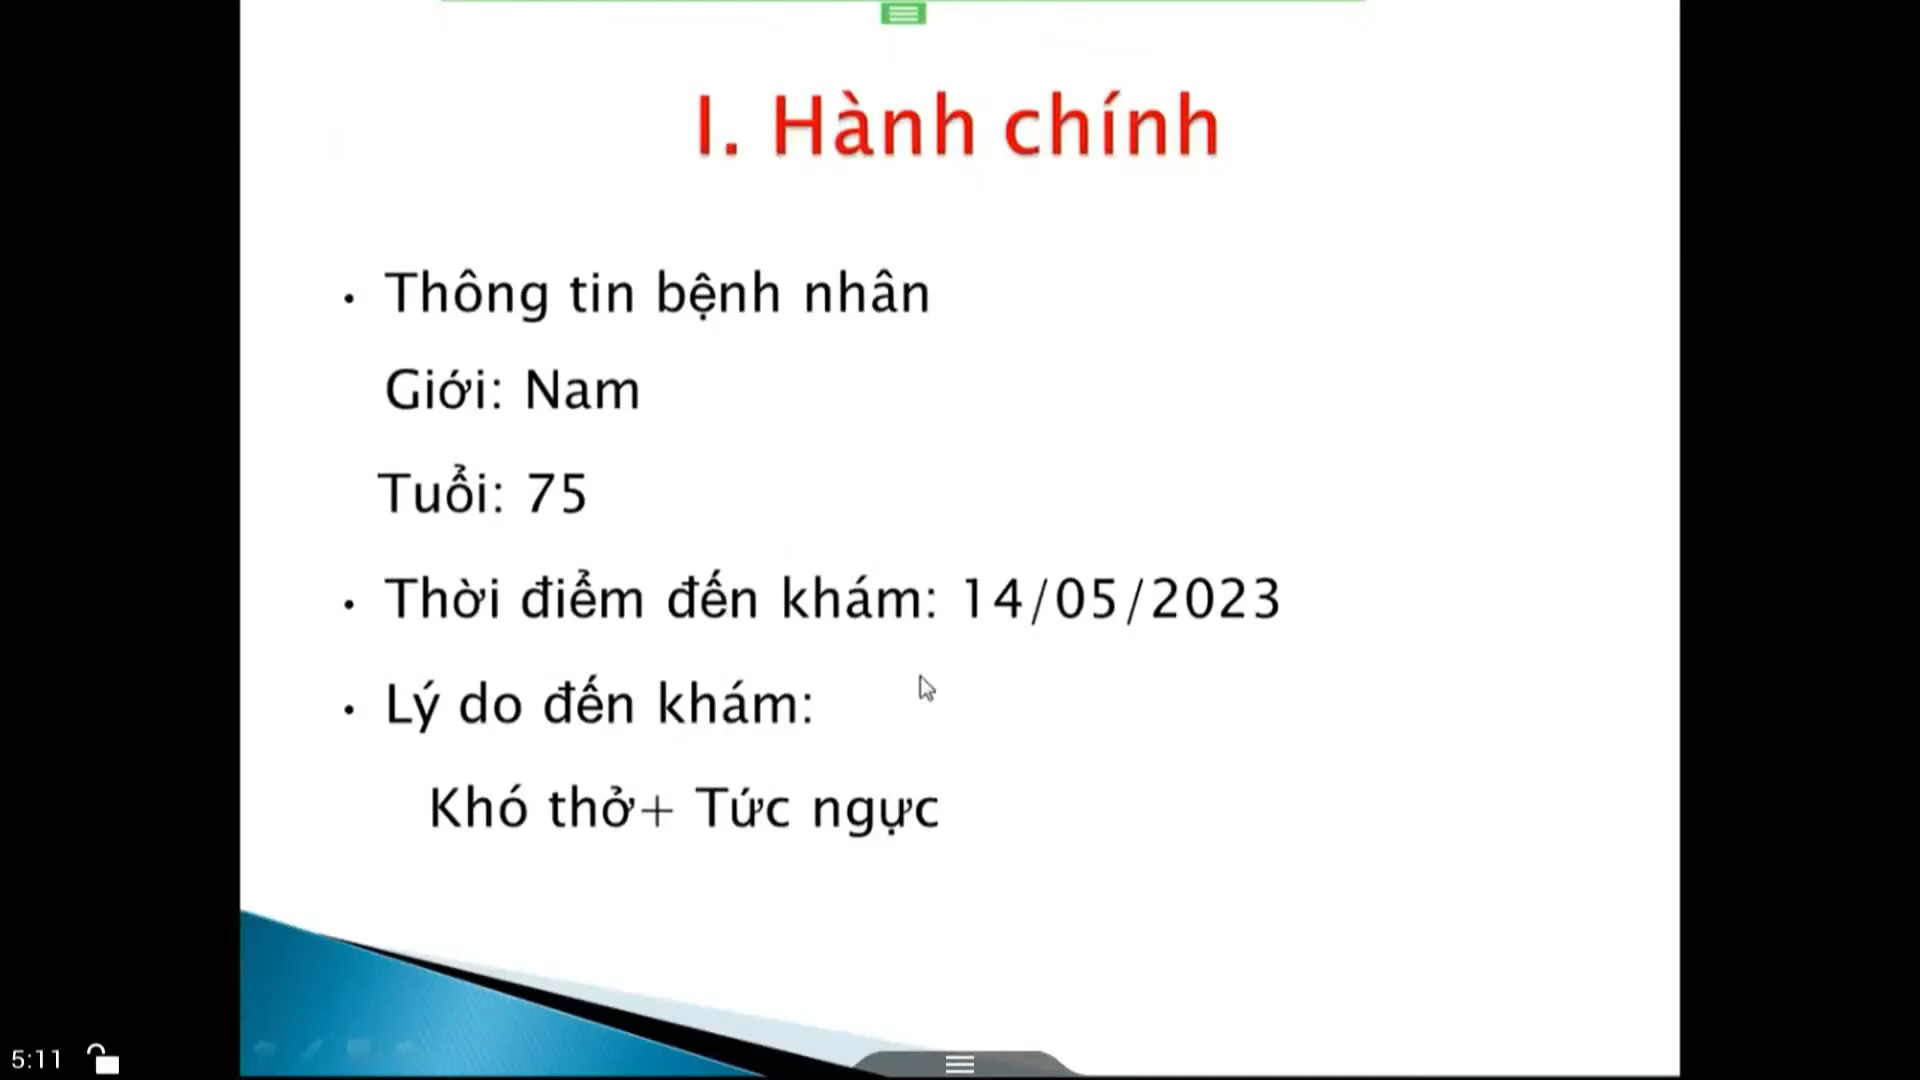 I. Hành chính
• Thông tin bệnh nhân
Giới: Nam
Tuổi: 75
• Thời điểm đến khám: 14/05/2023
• Lý do đến khám:
Khó thở+ Tức ngực
5:11